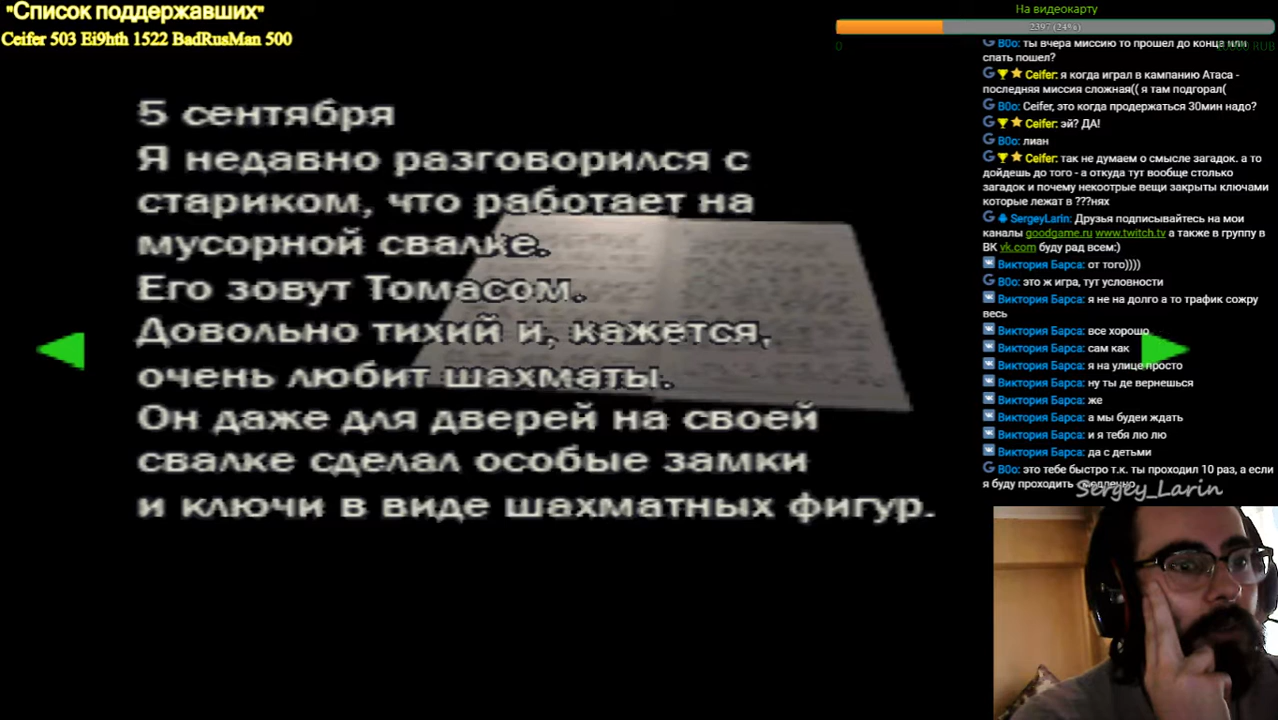 "Список поддержавших"
Ceifer 503 Ei9hth 1522 BadRusMan 500
На видеокарту
2397 (24%)
0
10000 RUB
5 сентября
Я недавно разговорился с
стариком, что работает на
мусорной свалке.
Его зовут Томасом.
Довольно тихий и, кажется,
очень любит шахматы.
Он даже для дверей на своей
свалке сделал особые замки
и ключи в виде шахматных фигур.
B0o: ты вчера миссию то прошел до конца или
спать пошел?
Ceifer: я когда играл в кампанию Атаса -
последняя миссия сложная(( я там подгорал(
B0o: Ceifer, это когда продержаться 30мин надо?
Ceifer: эй? ДА!
B0o: лиан
Ceifer: так не думаем о смысле загадок. а то
дойдешь до того - а откуда тут вообще столько
загадок и почему некоотрые вещи закрыты ключами
которые лежат в ???нях
SergeyLarin: Друзья подписывайтесь на мои
каналы goodgame.ru www.twitch.tv а также в группу в
ВК vk.com буду рад всем:)
Виктория Барса: от того))))
B0o: это ж игра, тут условности
Виктория Барса: я не на долго а то трафик сожру
весь
Виктория Барса: все хорошо
Виктория Барса: сам как
Виктория Барса: я на улице просто
Виктория Барса: ну ты де вернешься
Виктория Барса: же
Виктория Барса: а мы будеи ждать
Виктория Барса: и я тебя лю лю
Виктория Барса: да с детьми
B0o: это тебе быстро т.к. ты проходил 10 раз, а если
я буду проходить - медленно
Sergey_Larin